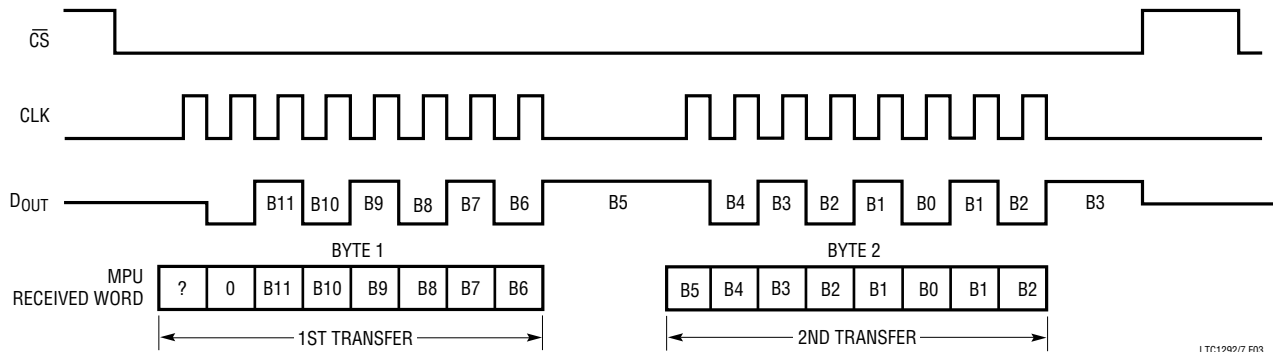 CS
CLK
DOUT
B11 B10 B9 B8 B7 B6 B5 B4 B3 B2 B1 B0 B1 B2 B3
BYTE 1 BYTE 2
MPU
RECEIVED WORD
? 0 B11 B10 B9 B8 B7 B6 B5 B4 B3 B2 B1 B0 B1 B2
1ST TRANSFER 2ND TRANSFER
LTC1292/7 F03